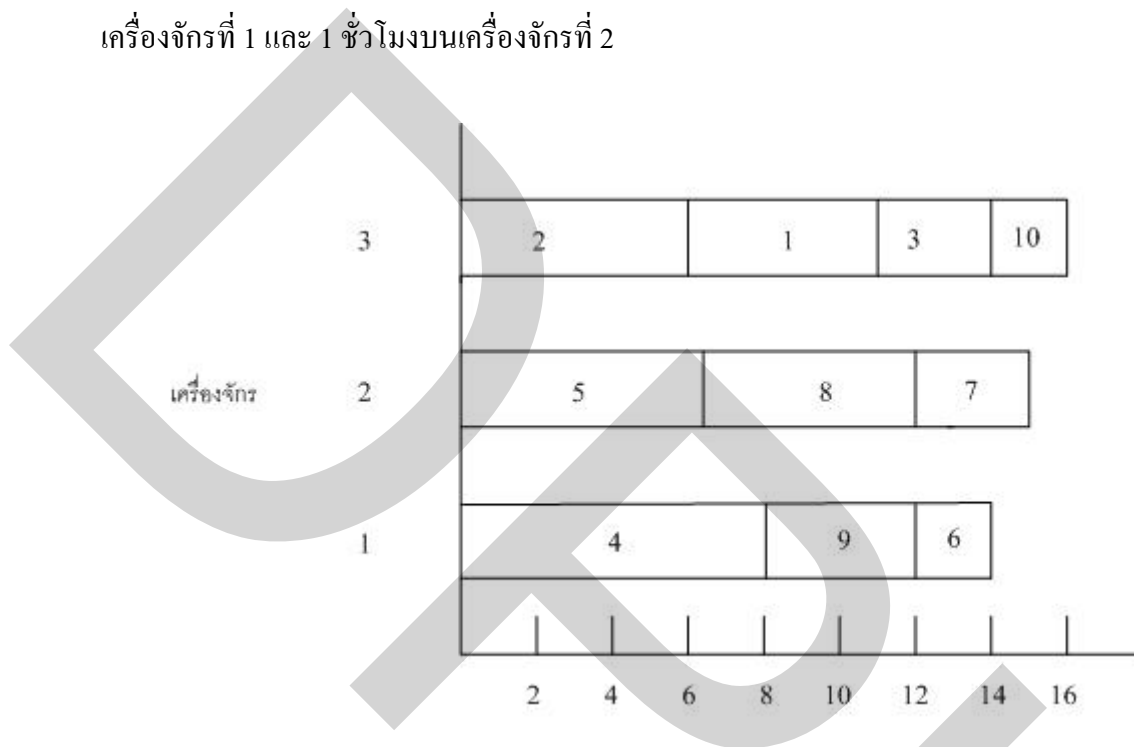 เครื่องจักรที่ 1 และ 1 ชั่วโมงบนเครื่องจักรที่ 2
3 2 1 3 10
เครื่องจักร 2 5 8 7
1 4 9 6
2 4 6 8 10 12 14 16